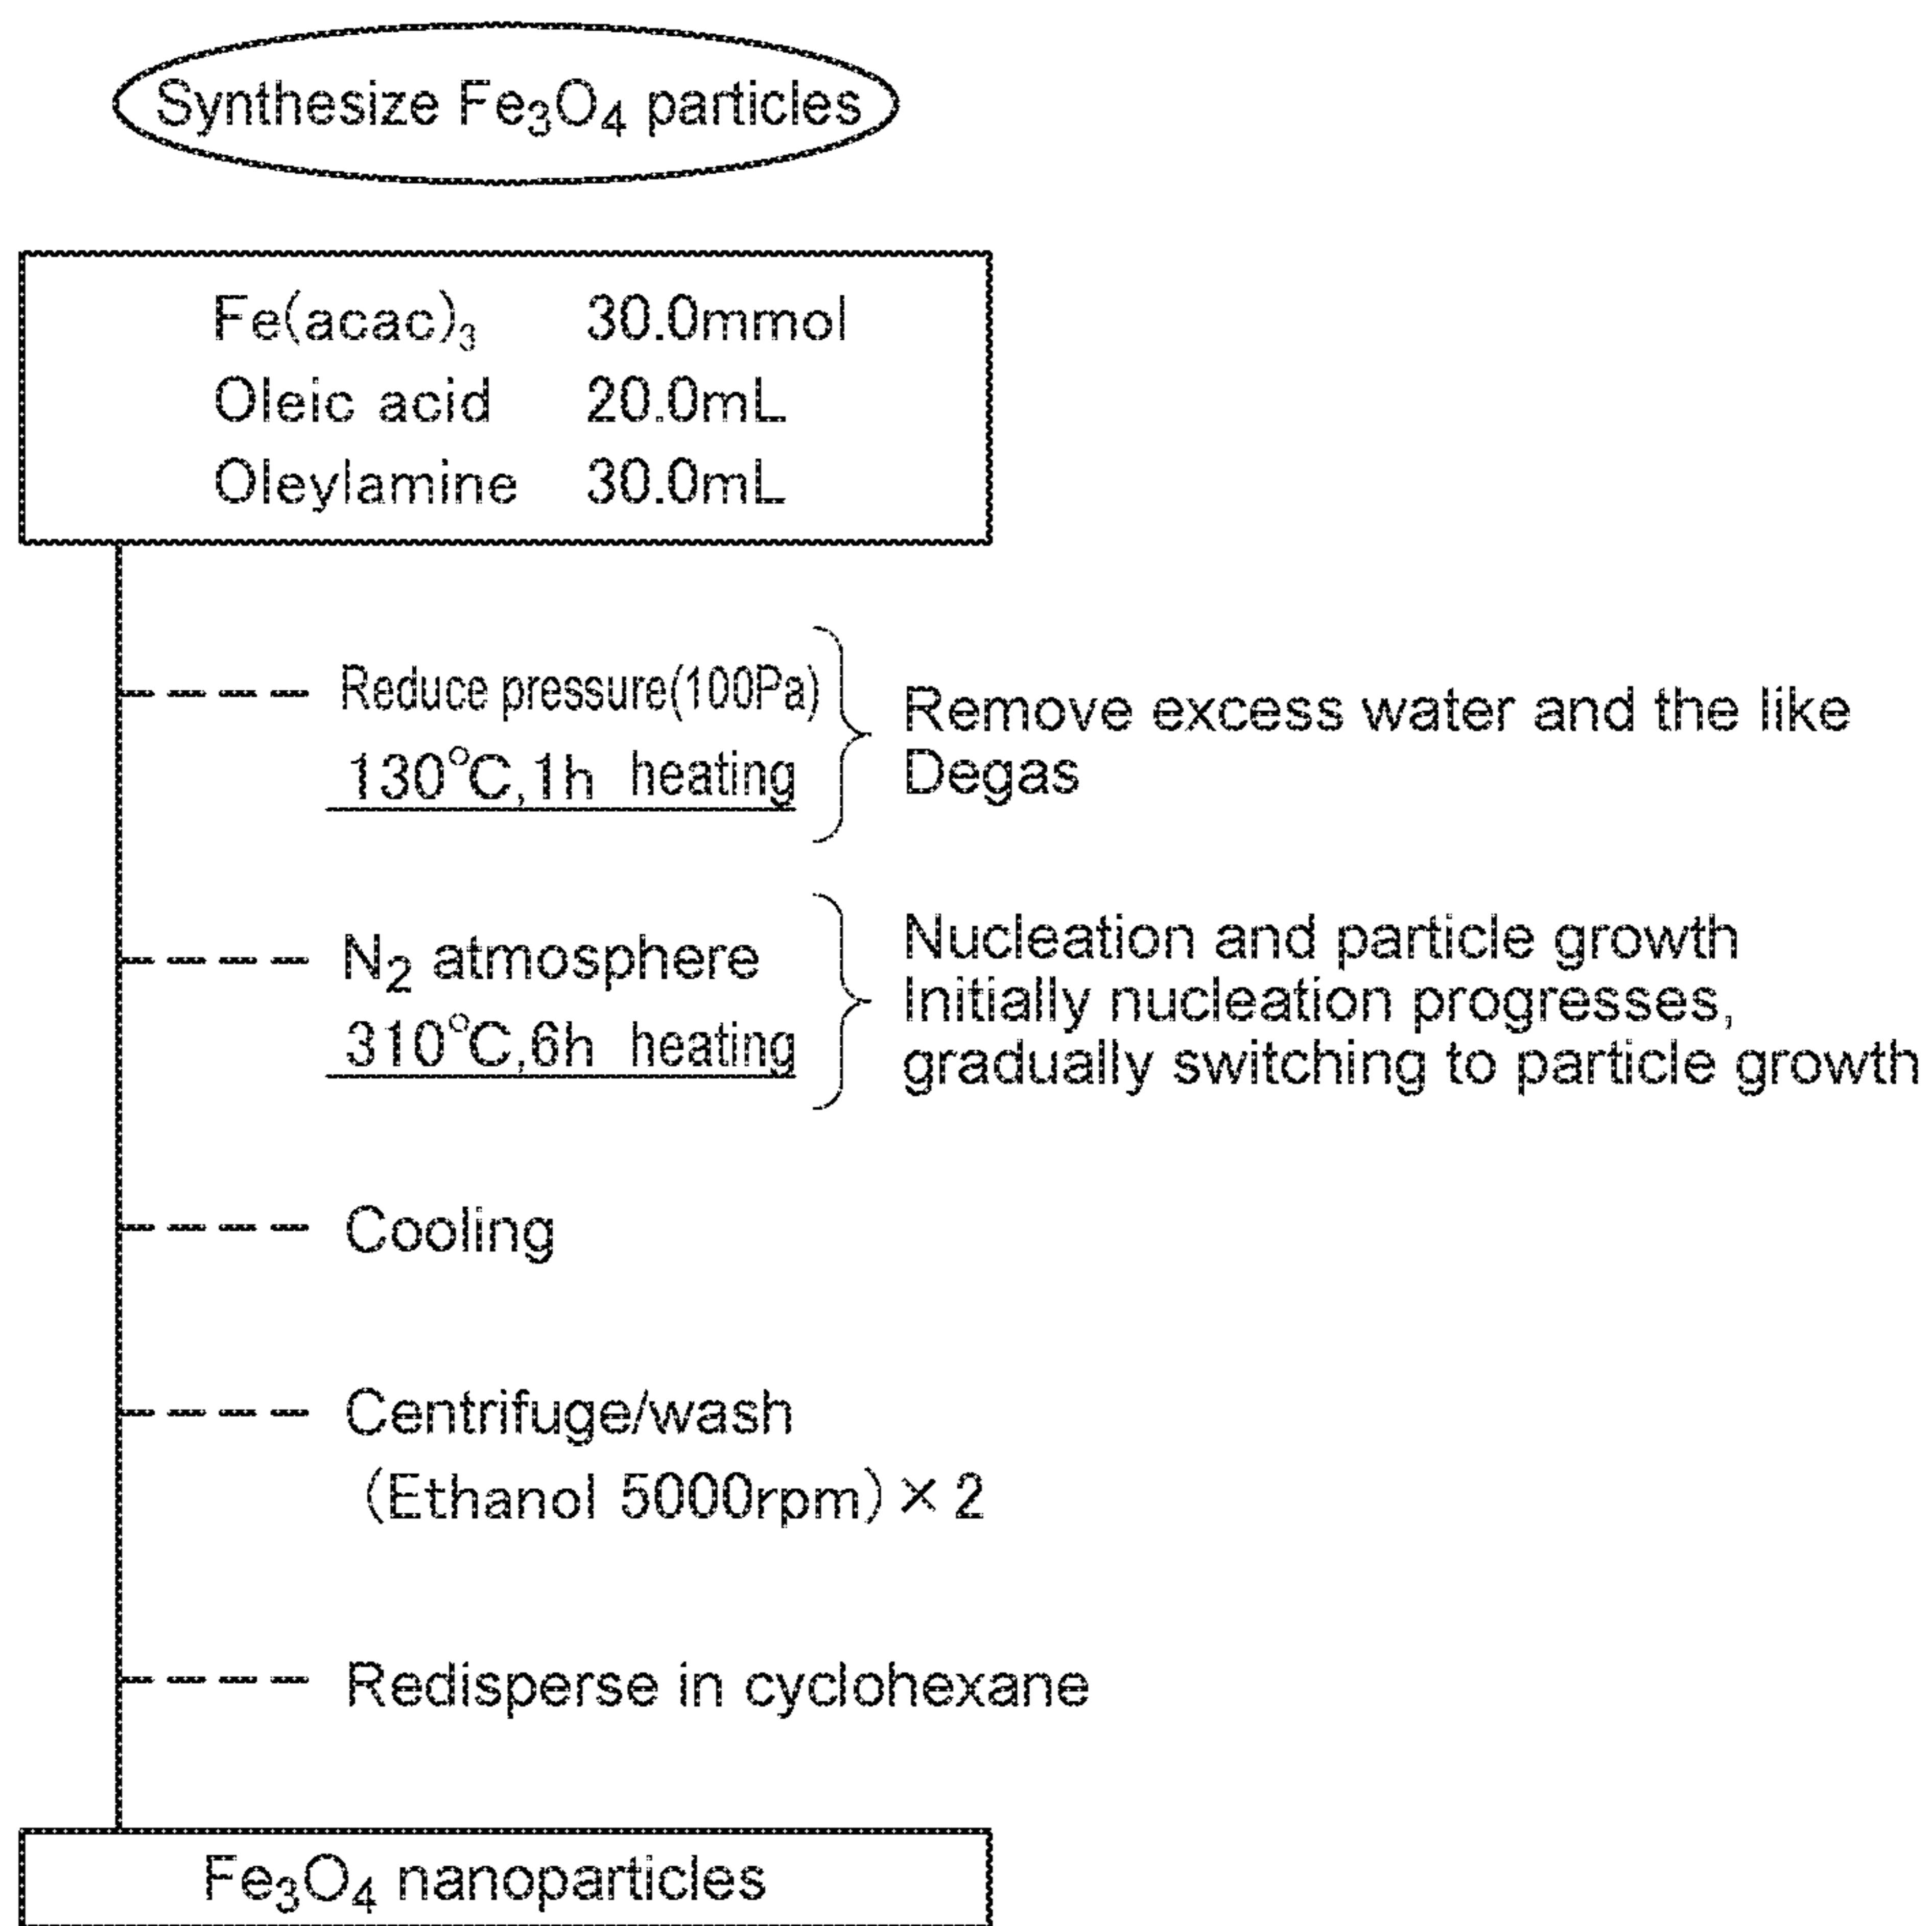 Synthesize Fe₃O₄ particles
Fe(acac)₃ 30.0mmol
Oleic acid 20.0mL
Oleylamine 30.0mL
Reduce pressure(100Pa)
130°C,1h heating
Remove excess water and the like
Degas
N₂ atmosphere
310°C,6h heating
Nucleation and particle growth
Initially nucleation progresses,
gradually switching to particle growth
Cooling
Centrifuge/wash
(Ethanol 5000rpm)×2
Redisperse in cyclohexane
Fe₃O₄ nanoparticles